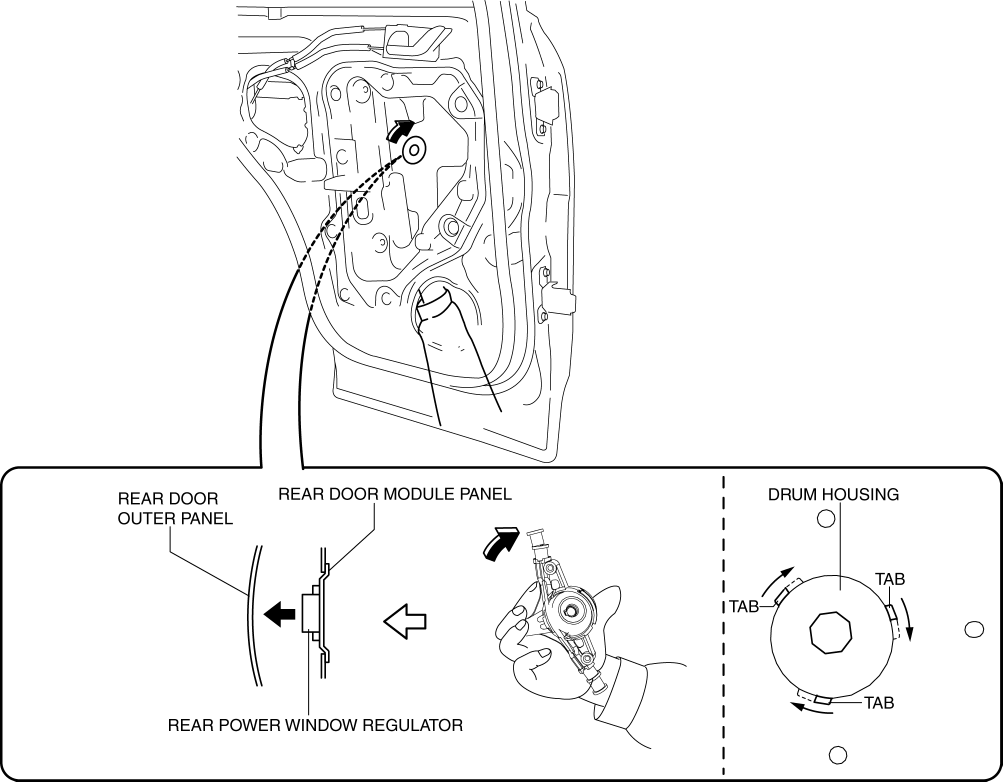 REAR DOOR
OUTER PANEL
REAR DOOR MODULE PANEL
REAR POWER WINDOW REGULATOR
DRUM HOUSING
TAB
TAB
TAB